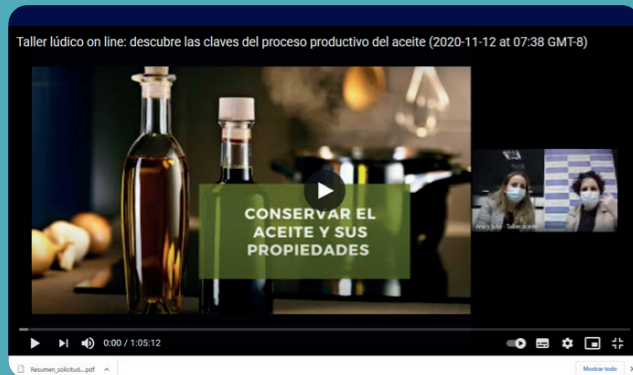 Taller lúdico on line: descubre las claves del proceso productivo del aceite (2020-11-12 at 07:38 GMT-8)
CONSERVAR EL
ACEITE Y SUS
PROPIEDADES
0:00 / 1:05:12
Resumen_solicitud....pdf
Mostrar todo